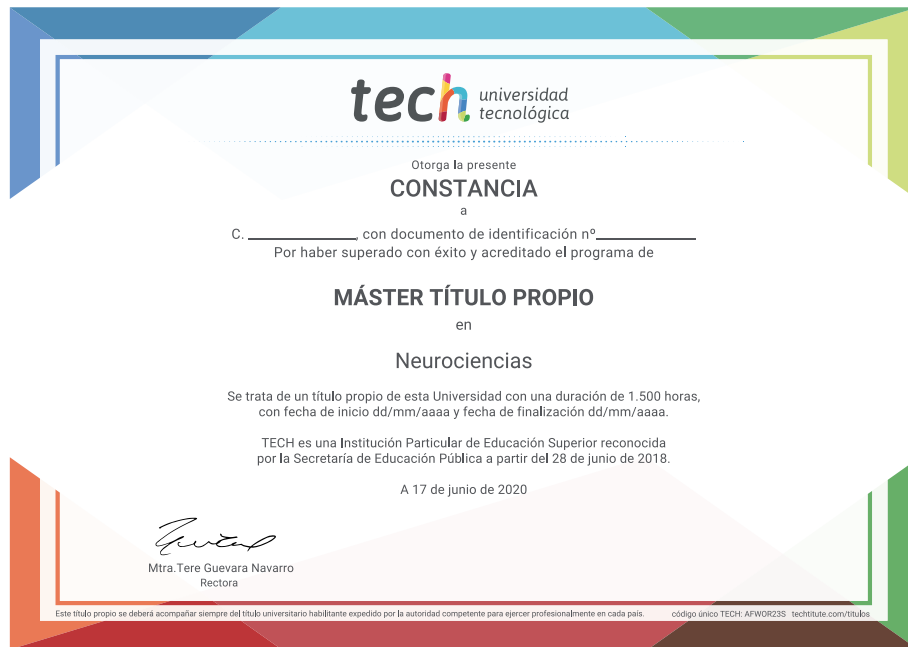 tech universidad
tecnológica
Otorga la presente
CONSTANCIA
a
C. ____________, con documento de identificación nº____________
Por haber superado con éxito y acreditado el programa de
MÁSTER TÍTULO PROPIO
en
Neurociencias
Se trata de un título propio de esta Universidad con una duración de 1.500 horas,
con fecha de inicio dd/mm/aaaa y fecha de finalización dd/mm/aaaa.
TECH es una Institución Particular de Educación Superior reconocida
por la Secretaría de Educación Pública a partir del 28 de junio de 2018.
A 17 de junio de 2020
Mtra.Tere Guevara Navarro
Rectora
Este título propio se deberá acompañar siempre del título universitario habilitante expedido por la autoridad competente para ejercer profesionalmente en cada país. código único TECH: AFWOR23S techtitute.com/titulos